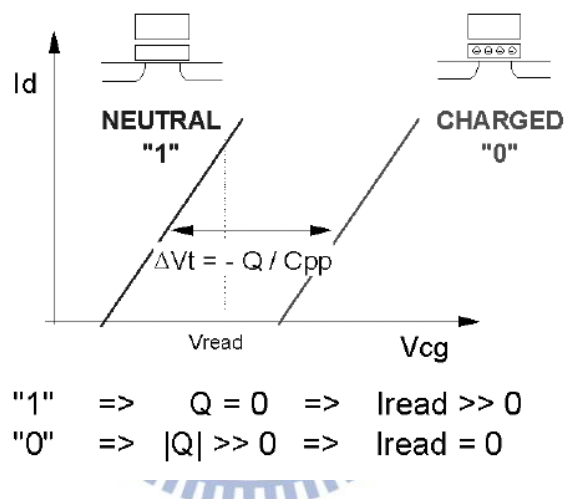 Id
NEUTRAL
"1"
CHARGED
"0"
ΔVt = - Q / Cpp
Vread
Vcg
"1" => Q = 0 => Iread >> 0
"0" => |Q| >> 0 => Iread = 0